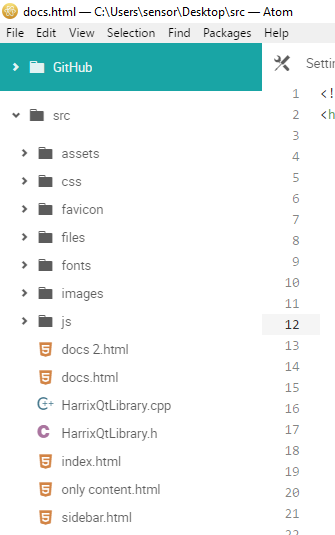 docs.html — C:\Users\sensor\Desktop\src — Atom
File Edit View Selection Find Packages Help
GitHub
Settin
src
assets
css
favicon
files
fonts
images
js
docs 2.html
docs.html
HarrixQtLibrary.cpp
HarrixQtLibrary.h
index.html
only content.html
sidebar.html
1 <!
2 <h
3
4
5
6
7
8
9
10
11
12
13
14
15
16
17
18
19
20
21
22